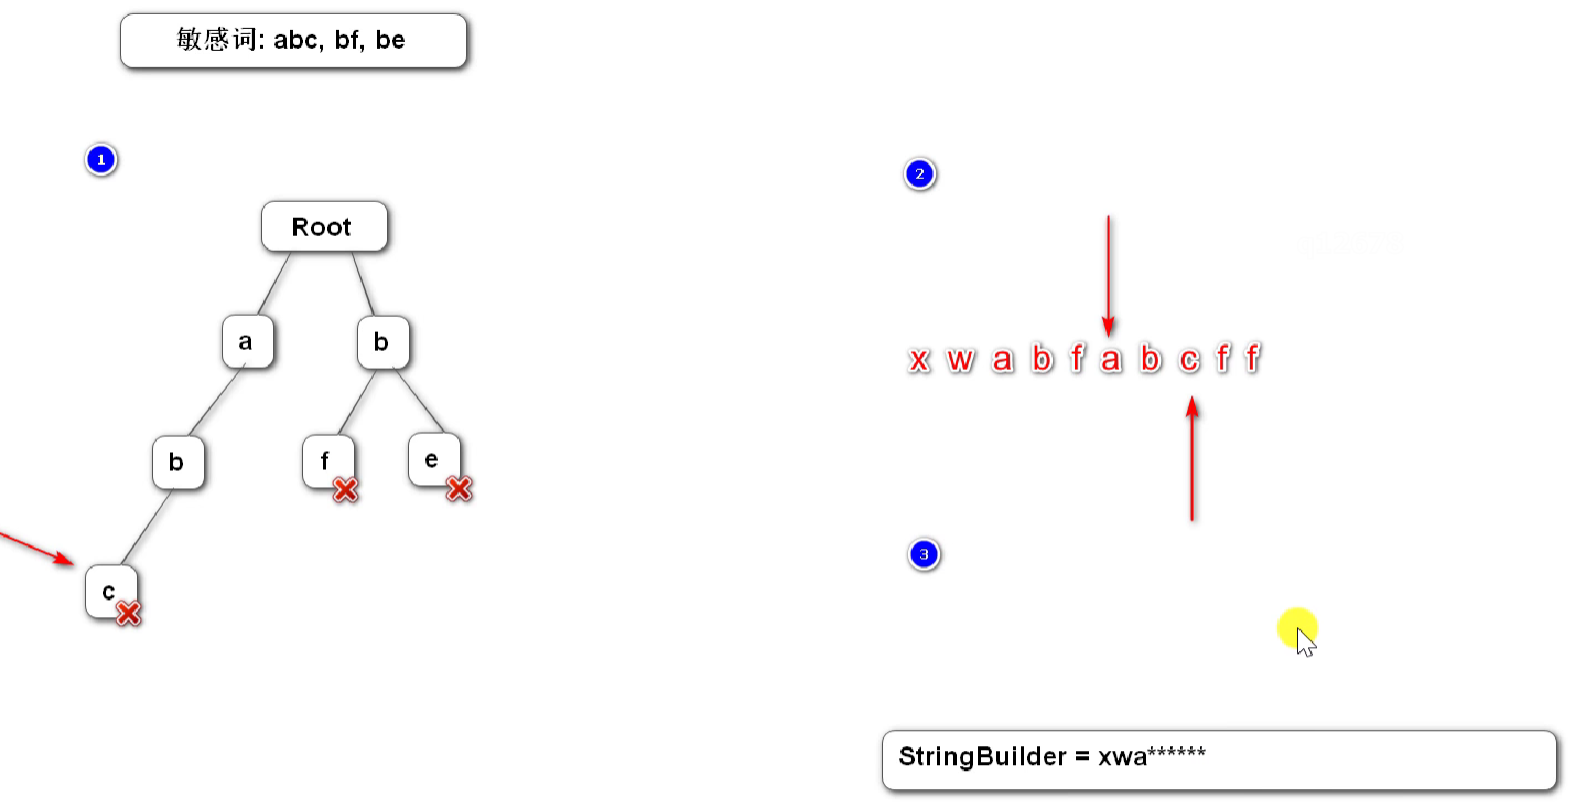 敏感词: abc, bf, be
1
Root
a b
b f e
c
2
x w a b f a b c f f
3
StringBuilder = xwa******